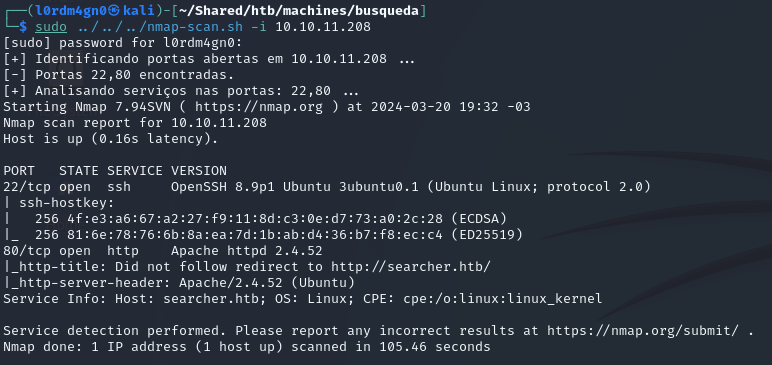 ┌──(l0rdm4gn0㉿kali)-[~/Shared/htb/machines/busqueda]
└─$ sudo ../../../nmap-scan.sh -i 10.10.11.208
[sudo] password for l0rdm4gn0:
[+] Identificando portas abertas em 10.10.11.208 ...
[-] Portas 22,80 encontradas.
[+] Analisando serviços nas portas: 22,80 ...
Starting Nmap 7.94SVN ( https://nmap.org ) at 2024-03-20 19:32 -03
Nmap scan report for 10.10.11.208
Host is up (0.16s latency).
PORT   STATE SERVICE VERSION
22/tcp open  ssh     OpenSSH 8.9p1 Ubuntu 3ubuntu0.1 (Ubuntu Linux; protocol 2.0)
| ssh-hostkey:
|   256 4f:e3:a6:67:a2:27:f9:11:8d:c3:0e:d7:73:a0:2c:28 (ECDSA)
|_  256 81:6e:78:76:6b:8a:ea:7d:1b:ab:d4:36:b7:f8:ec:c4 (ED25519)
80/tcp open  http    Apache httpd 2.4.52
|_http-title: Did not follow redirect to http://searcher.htb/
|_http-server-header: Apache/2.4.52 (Ubuntu)
Service Info: Host: searcher.htb; OS: Linux; CPE: cpe:/o:linux:linux_kernel
Service detection performed. Please report any incorrect results at https://nmap.org/submit/ .
Nmap done: 1 IP address (1 host up) scanned in 105.46 seconds